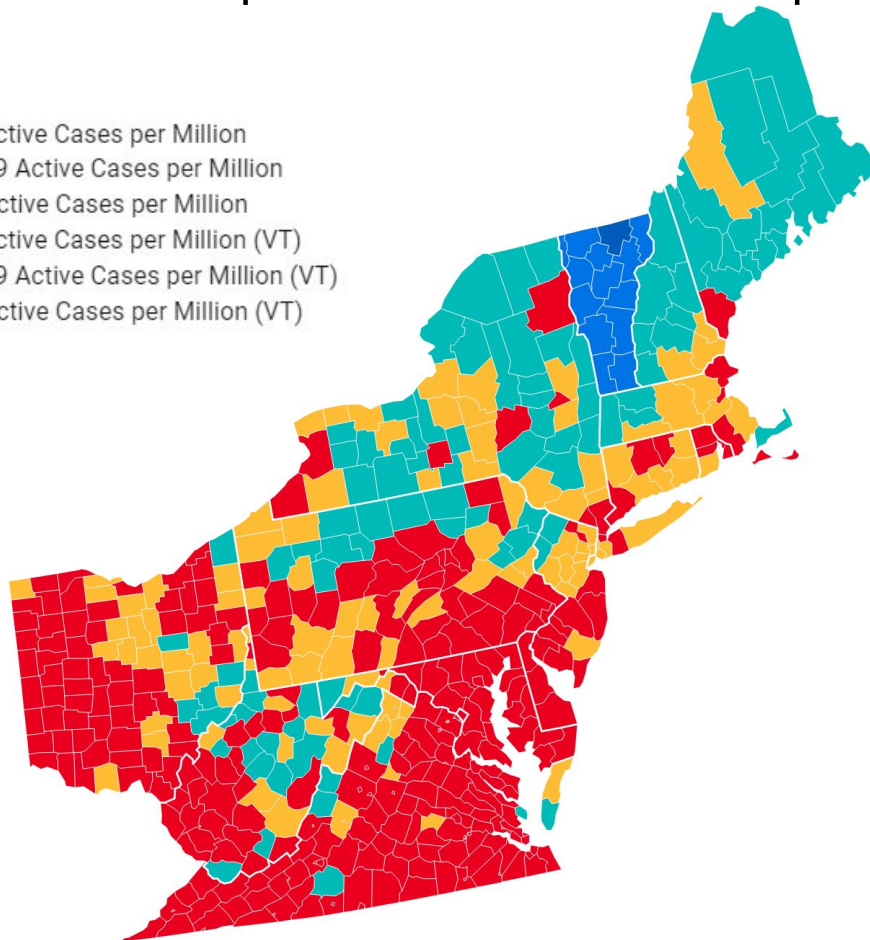 ctive Cases per Million
9 Active Cases per Million
ctive Cases per Million
ctive Cases per Million (VT)
9 Active Cases per Million (VT)
ctive Cases per Million (VT)